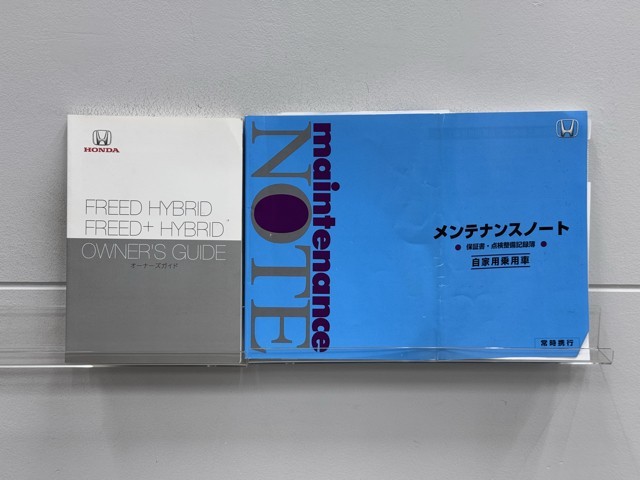 HONDA
FREED HYBRID
FREED+ HYBRID
OWNER'S GUIDE
オーナーズガイド
maintenance
NOTE
メンテナンスノート
● 保証書・点検整備記録簿 ●
自家用乗用車
常時携行